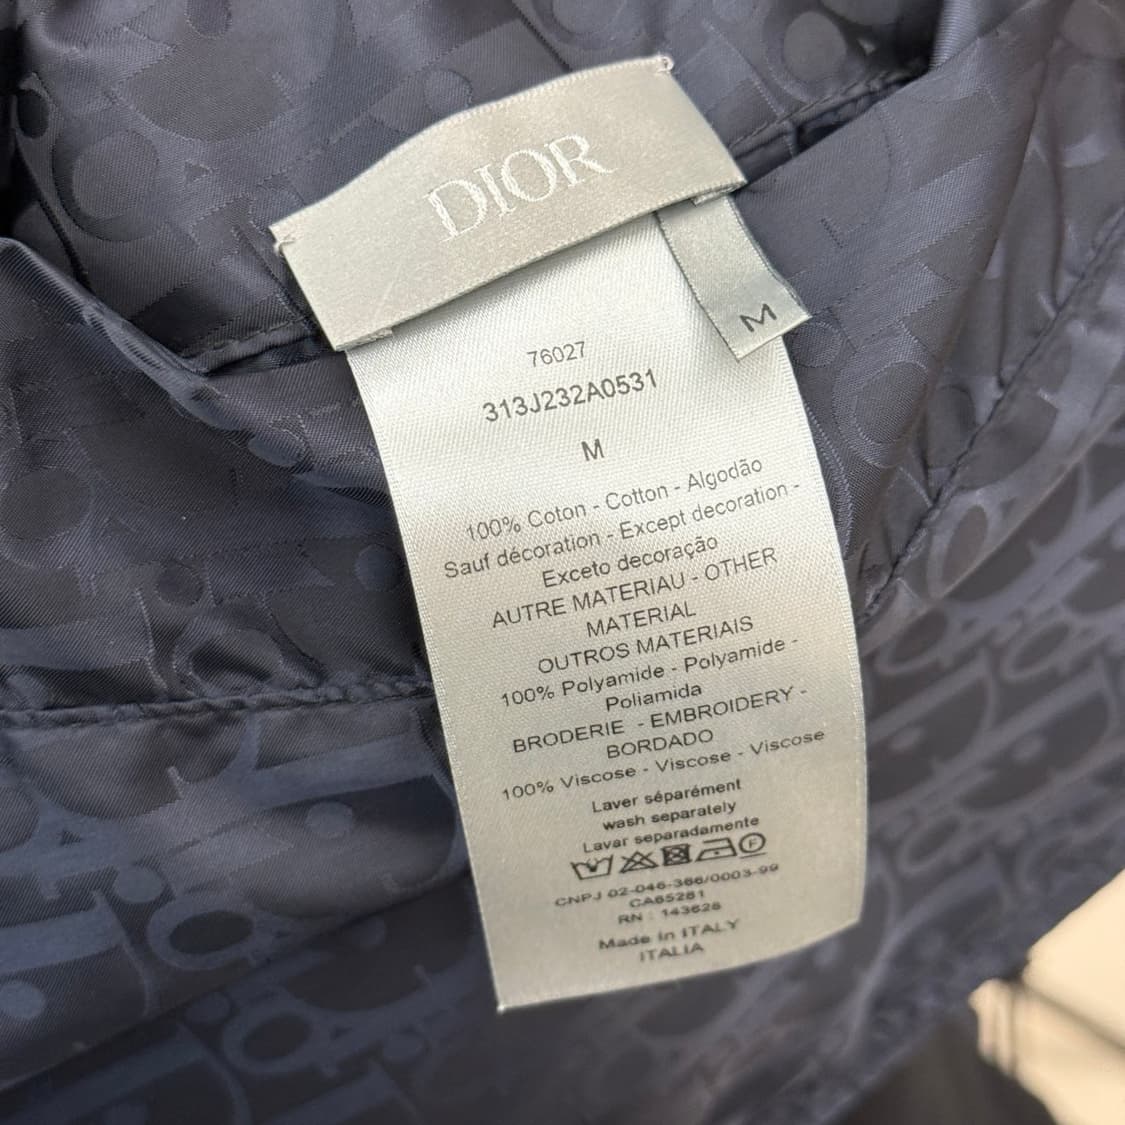 DIOR
M
76027
313J232A0531
M
100% Coton - Cotton - Algodão
Sauf décoration - Except decoration -
Exceto decoração
AUTRE MATERIAU - OTHER
MATERIAL
OUTROS MATERIAIS
100% Polyamide - Polyamide -
Poliamida
BRODERIE - EMBROIDERY -
BORDADO
100% Viscose - Viscose - Viscose
Laver séparément
wash separately
Lavar separadamente
F
CNPJ 02-046-366/0003-99
CA65281
RN : 143628
Made in ITALY
ITALIA